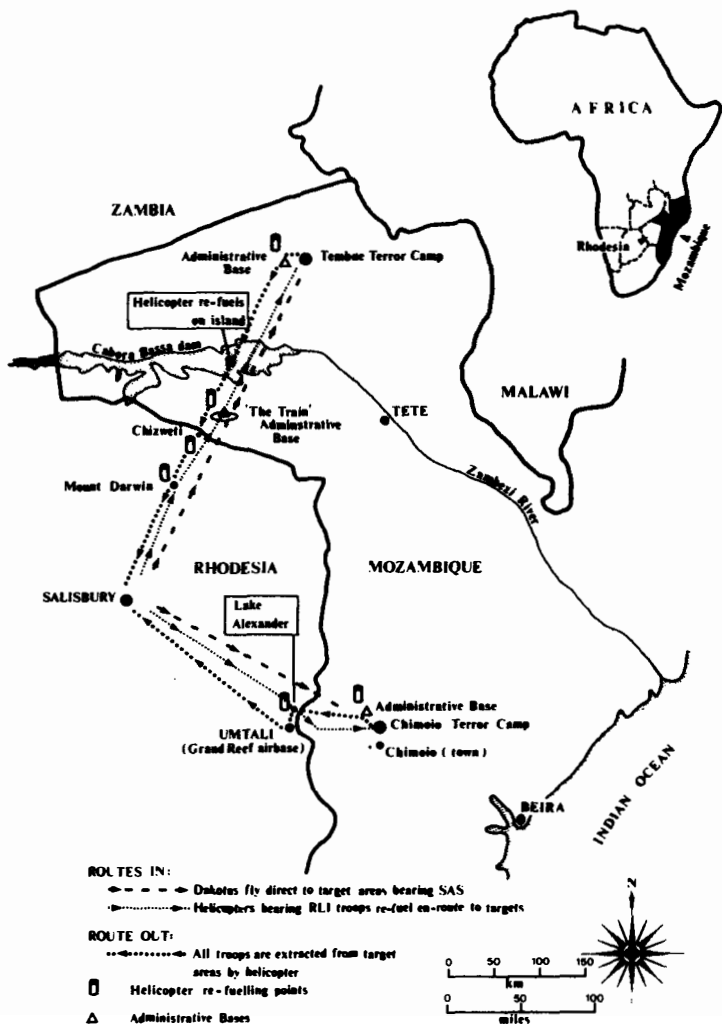 AFRICA
Rhodesia
Mozambique
ZAMBIA
Administrative
Base
Tembue Terror Camp
Helicopter re-fuels
on island
Cabora Bassa dam
MALAWI
'The Train'
Adminstrative
Base
TETE
Chizweti
Zambezi River
Mount Darwin
RHODESIA
MOZAMBIQUE
SALISBURY
Lake
Alexander
Administrative Base
Chimoio Terror Camp
UMTALI
(Grand Reef airbase)
Chimoio (town)
BEIRA
INDIAN OCEAN
ROUTES IN:
Dakotas fly direct to target areas bearing SAS
Helicopters bearing RLI troops re-fuel en-route to targets
ROUTE OUT:
All troops are extracted from target
areas by helicopter
Helicopter re-fuelling points
Administrative Bases
N
0 50 100 150
km
0 50 100
miles